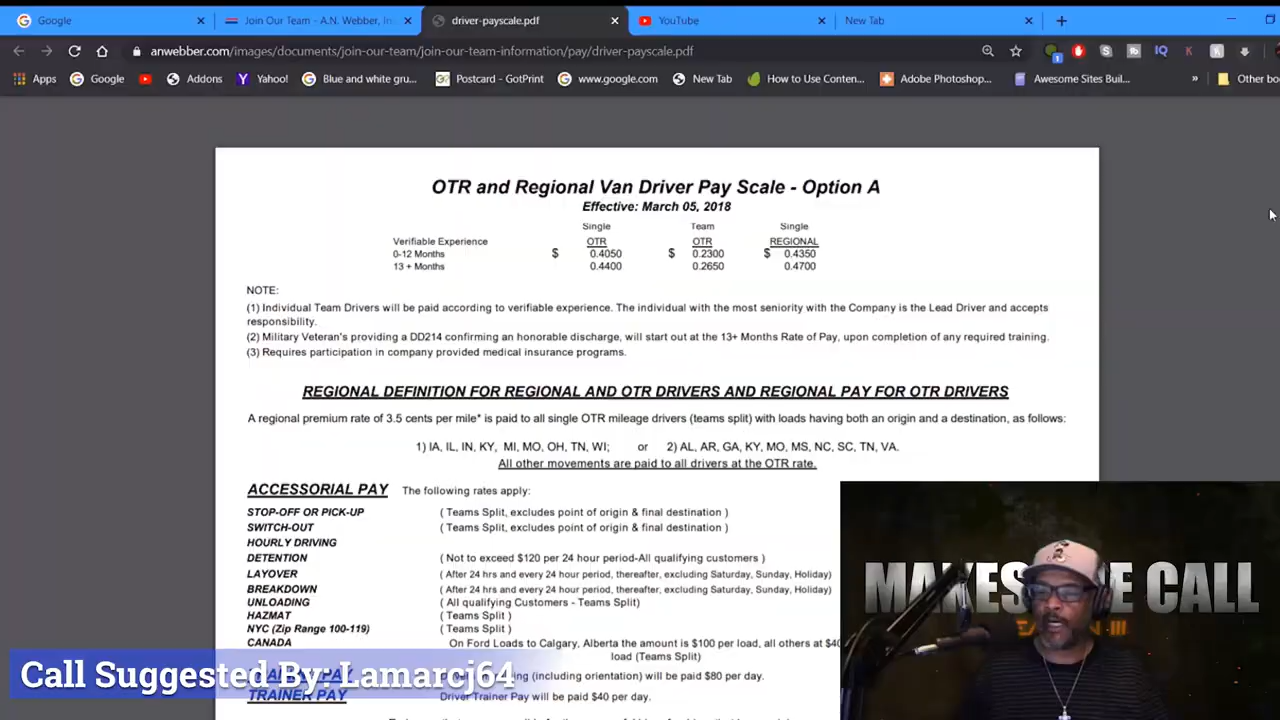 Google
Join Our Team - A.N. Webber, In
driver-payscale.pdf
YouTube
New Tab
anwebber.com/images/documents/join-our-team/join-our-team-information/pay/driver-payscale.pdf
Apps Google Addons Yahoo! Blue and white gru... Postcard - GotPrint www.google.com New Tab How to Use Conten... Adobe Photoshop... Awesome Sites Buil... » Other bo
OTR and Regional Van Driver Pay Scale - Option A
Effective: March 05, 2018
Single Team Single
Verifiable Experience OTR OTR REGIONAL
0-12 Months $ 0.4050 $ 0.2300 $ 0.4350
13 + Months 0.4400 0.2650 0.4700
NOTE:
(1) Individual Team Drivers will be paid according to verifiable experience. The individual with the most seniority with the Company is the Lead Driver and accepts
responsibility.
(2) Military Veteran's providing a DD214 confirming an honorable discharge, will start out at the 13+ Months Rate of Pay, upon completion of any required training.
(3) Requires participation in company provided medical insurance programs.
REGIONAL DEFINITION FOR REGIONAL AND OTR DRIVERS AND REGIONAL PAY FOR OTR DRIVERS
A regional premium rate of 3.5 cents per mile* is paid to all single OTR mileage drivers (teams split) with loads having both an origin and a destination, as follows:
1) IA, IL, IN, KY, MI, MO, OH, TN, WI; or 2) AL, AR, GA, KY, MO, MS, NC, SC, TN, VA.
All other movements are paid to all drivers at the OTR rate.
ACCESSORIAL PAY The following rates apply:
STOP-OFF OR PICK-UP ( Teams Split, excludes point of origin & final destination )
SWITCH-OUT ( Teams Split, excludes point of origin & final destination )
HOURLY DRIVING
DETENTION ( Not to exceed $120 per 24 hour period-All qualifying customers )
LAYOVER ( After 24 hrs and every 24 hour period, thereafter, excluding Saturday, Sunday, Holiday)
BREAKDOWN ( After 24 hrs and every 24 hour period, thereafter, excluding Saturday, Sunday, Holiday)
UNLOADING ( All qualifying Customers - Teams Split)
HAZMAT ( Teams Split )
NYC (Zip Range 100-119) ( Teams Split )
CANADA On Ford Loads to Calgary, Alberta the amount is $100 per load, all others at $40
load (Teams Split)
(including orientation) will be paid $80 per day.
TRAINER PAY Driver Trainer Pay will be paid $40 per day.
MAKES CALL
Call Suggested By: Lamarcj64